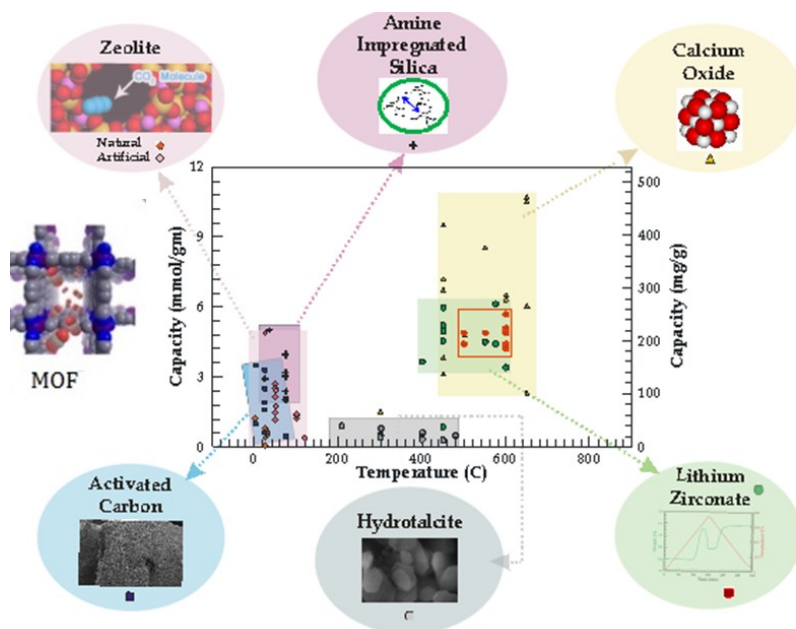 Zeolite
CO₂ Molecule
Natural
Artificial
Amine
Impregnated
Silica
Calcium
Oxide
MOF
Capacity (mmol/gm)
12
9
6
3
0
0
200
400
600
800
Temperature (C)
500
400
300
200
100
0
Capacity (mg/g)
Activated
Carbon
Hydrotalcite
Lithium
Zirconate